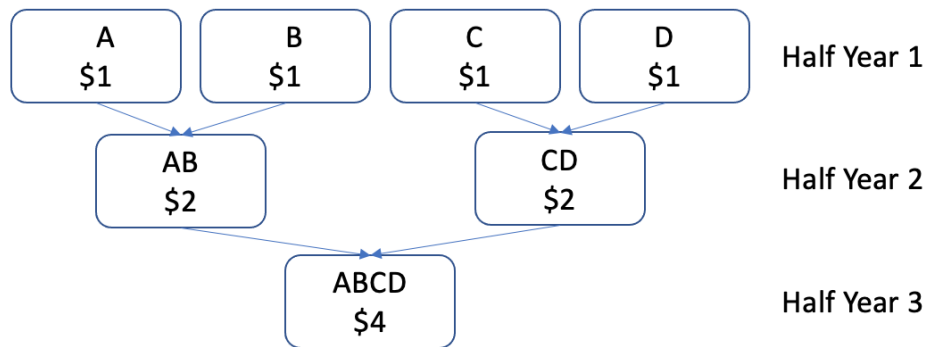 A
$1
B
$1
C
$1
D
$1
Half Year 1
AB
$2
CD
$2
Half Year 2
ABCD
$4
Half Year 3